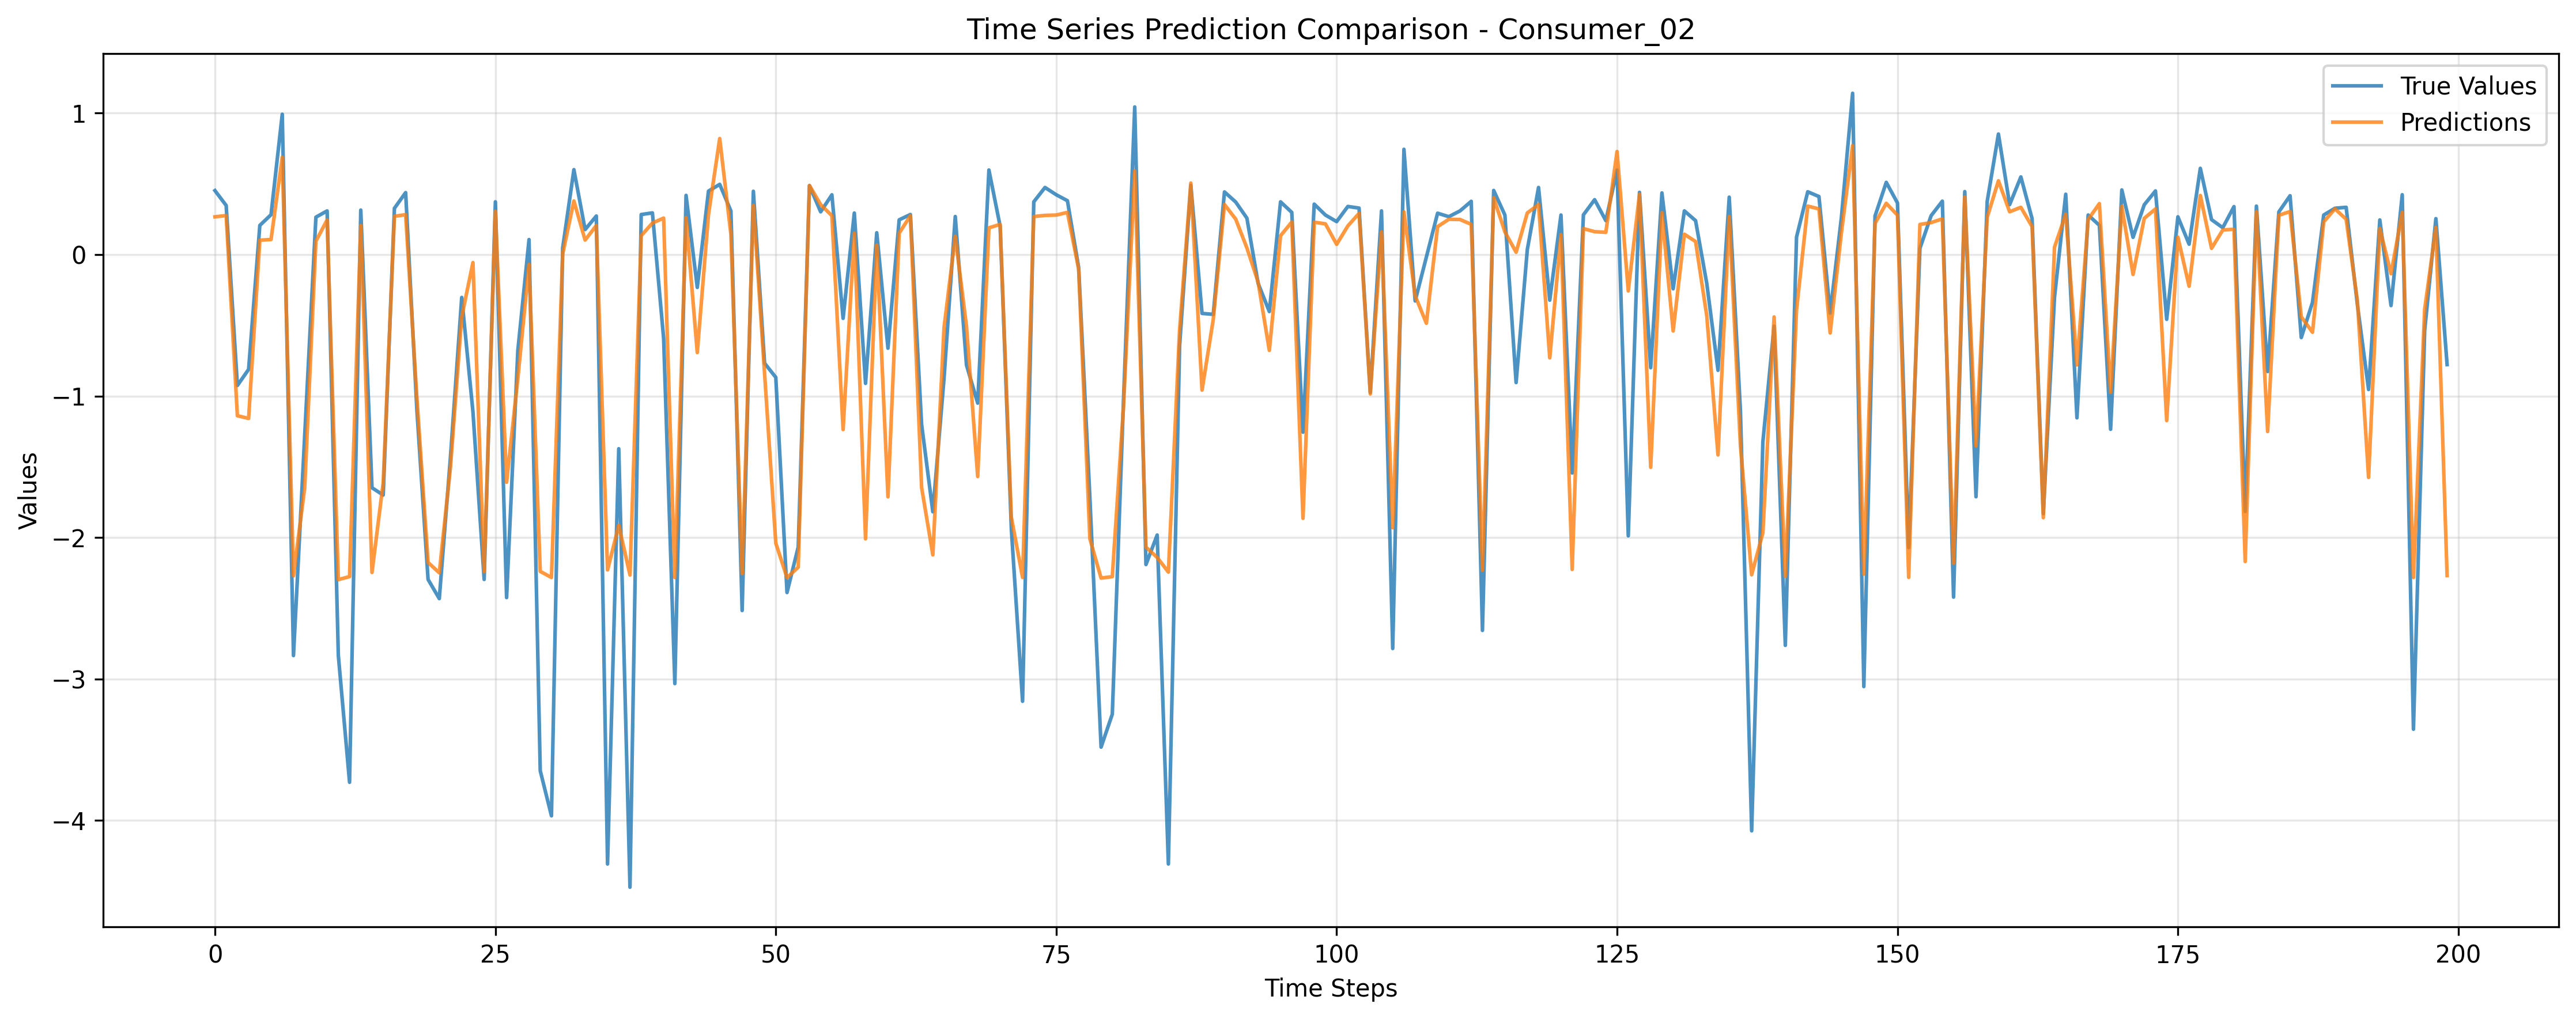 Time Series Prediction Comparison - Consumer_02
True Values
Predictions
Values
1
0
−1
−2
−3
−4
0 25 50 75 100 125 150 175 200
Time Steps